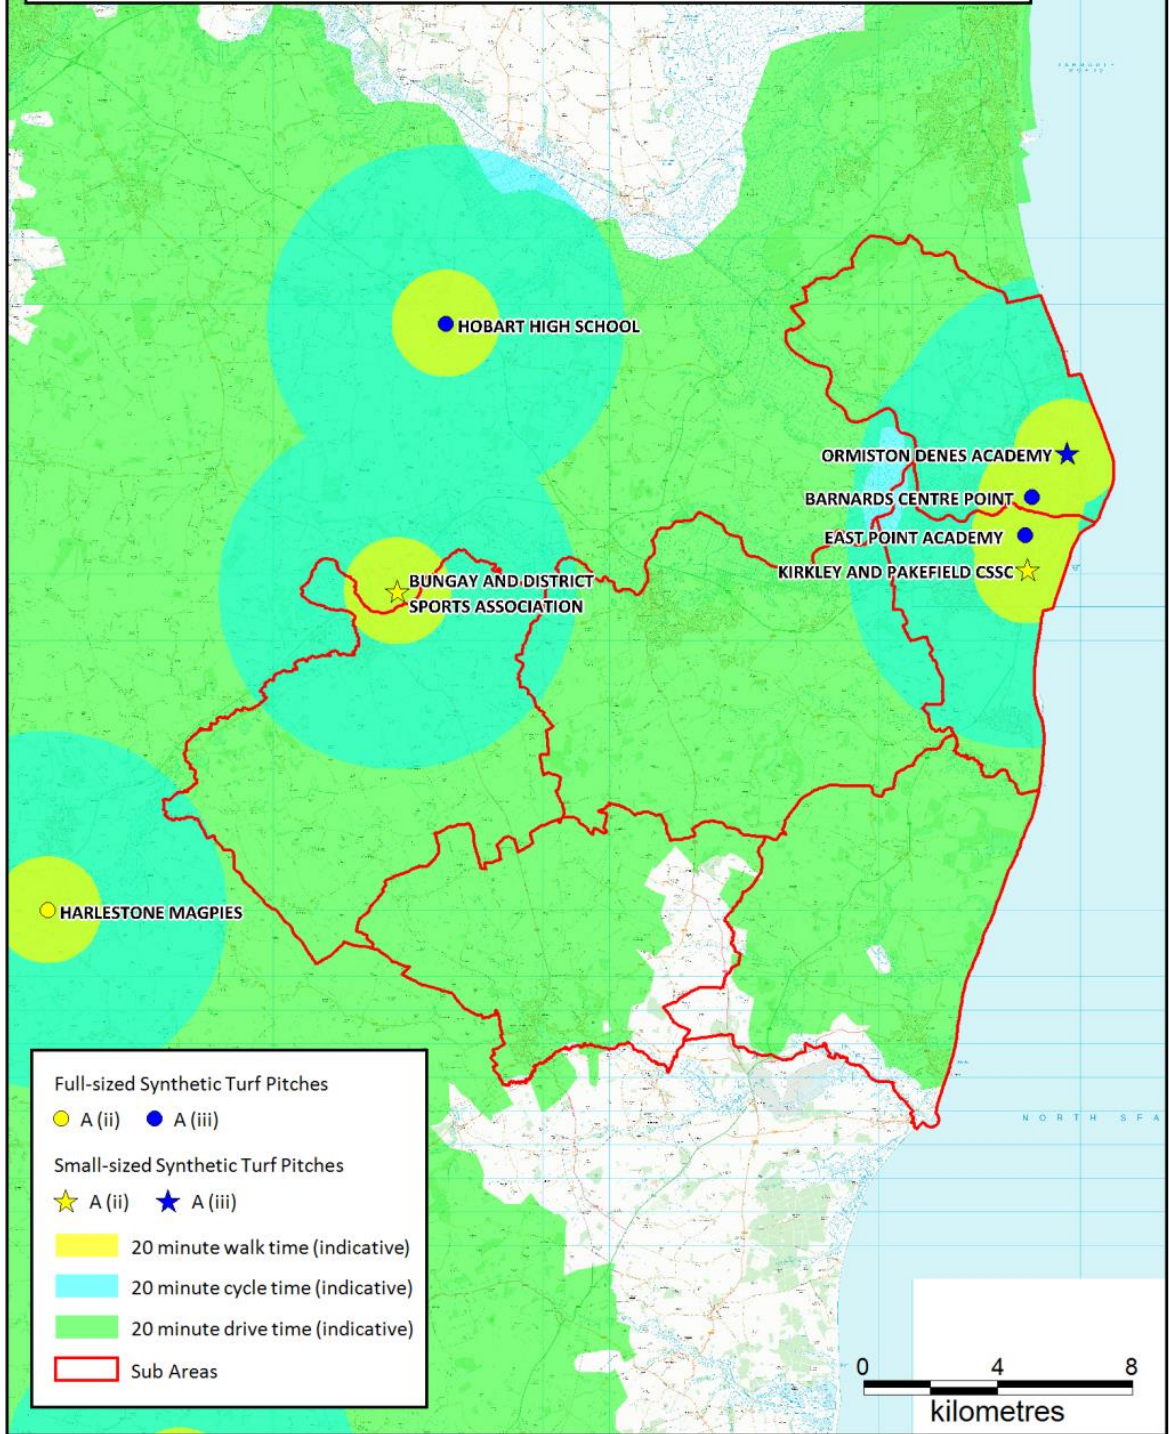 HOBART HIGH SCHOOL
ORMISTON DENES ACADEMY
BARNARDS CENTRE POINT
EAST POINT ACADEMY
KIRKLEY AND PAKEFIELD CSSC
BUNGAY AND DISTRICT
SPORTS ASSOCIATION
HARLESTONE MAGPIES
NORTH SEA
Full-sized Synthetic Turf Pitches
A (ii) A (iii)
Small-sized Synthetic Turf Pitches
A (ii) A (iii)
20 minute walk time (indicative)
20 minute cycle time (indicative)
20 minute drive time (indicative)
Sub Areas
0 4 8
kilometres